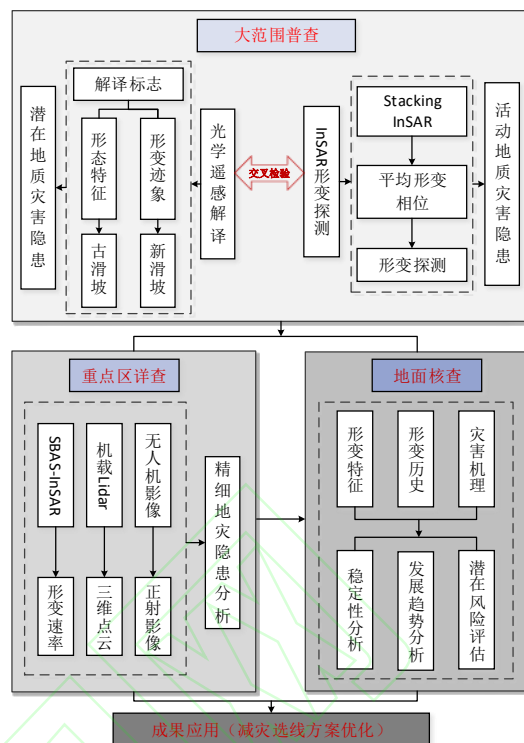 大范围普查
解译标志
形态特征
形变迹象
古滑坡
新滑坡
潜在地质灾害隐患
光学遥感解译
交叉检验
InSAR形变探测
Stacking
InSAR
平均形变
相位
形变探测
活动地质灾害隐患
重点区详查
SBAS-InSAR
机载Lidar
无人机影像
形变速率
三维点云
正射影像
精细地灾隐患分析
地面核查
形变特征
形变历史
灾害机理
稳定性分析
发展趋势分析
潜在风险评估
成果应用（减灾选线方案优化）